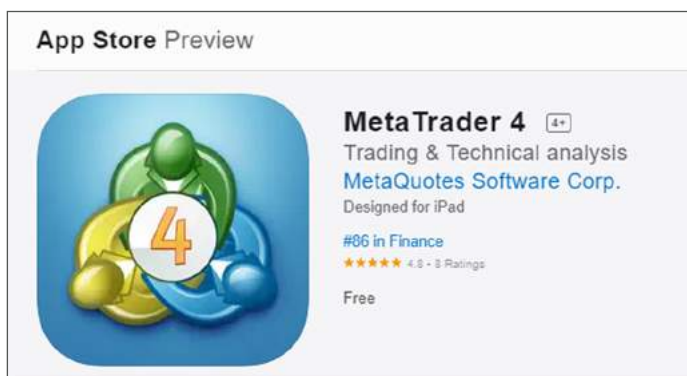 App Store Preview
4
MetaTrader 4 4+
Trading & Technical analysis
MetaQuotes Software Corp.
Designed for iPad
#86 in Finance
★★★★★ 4.8 - 8 Ratings
Free